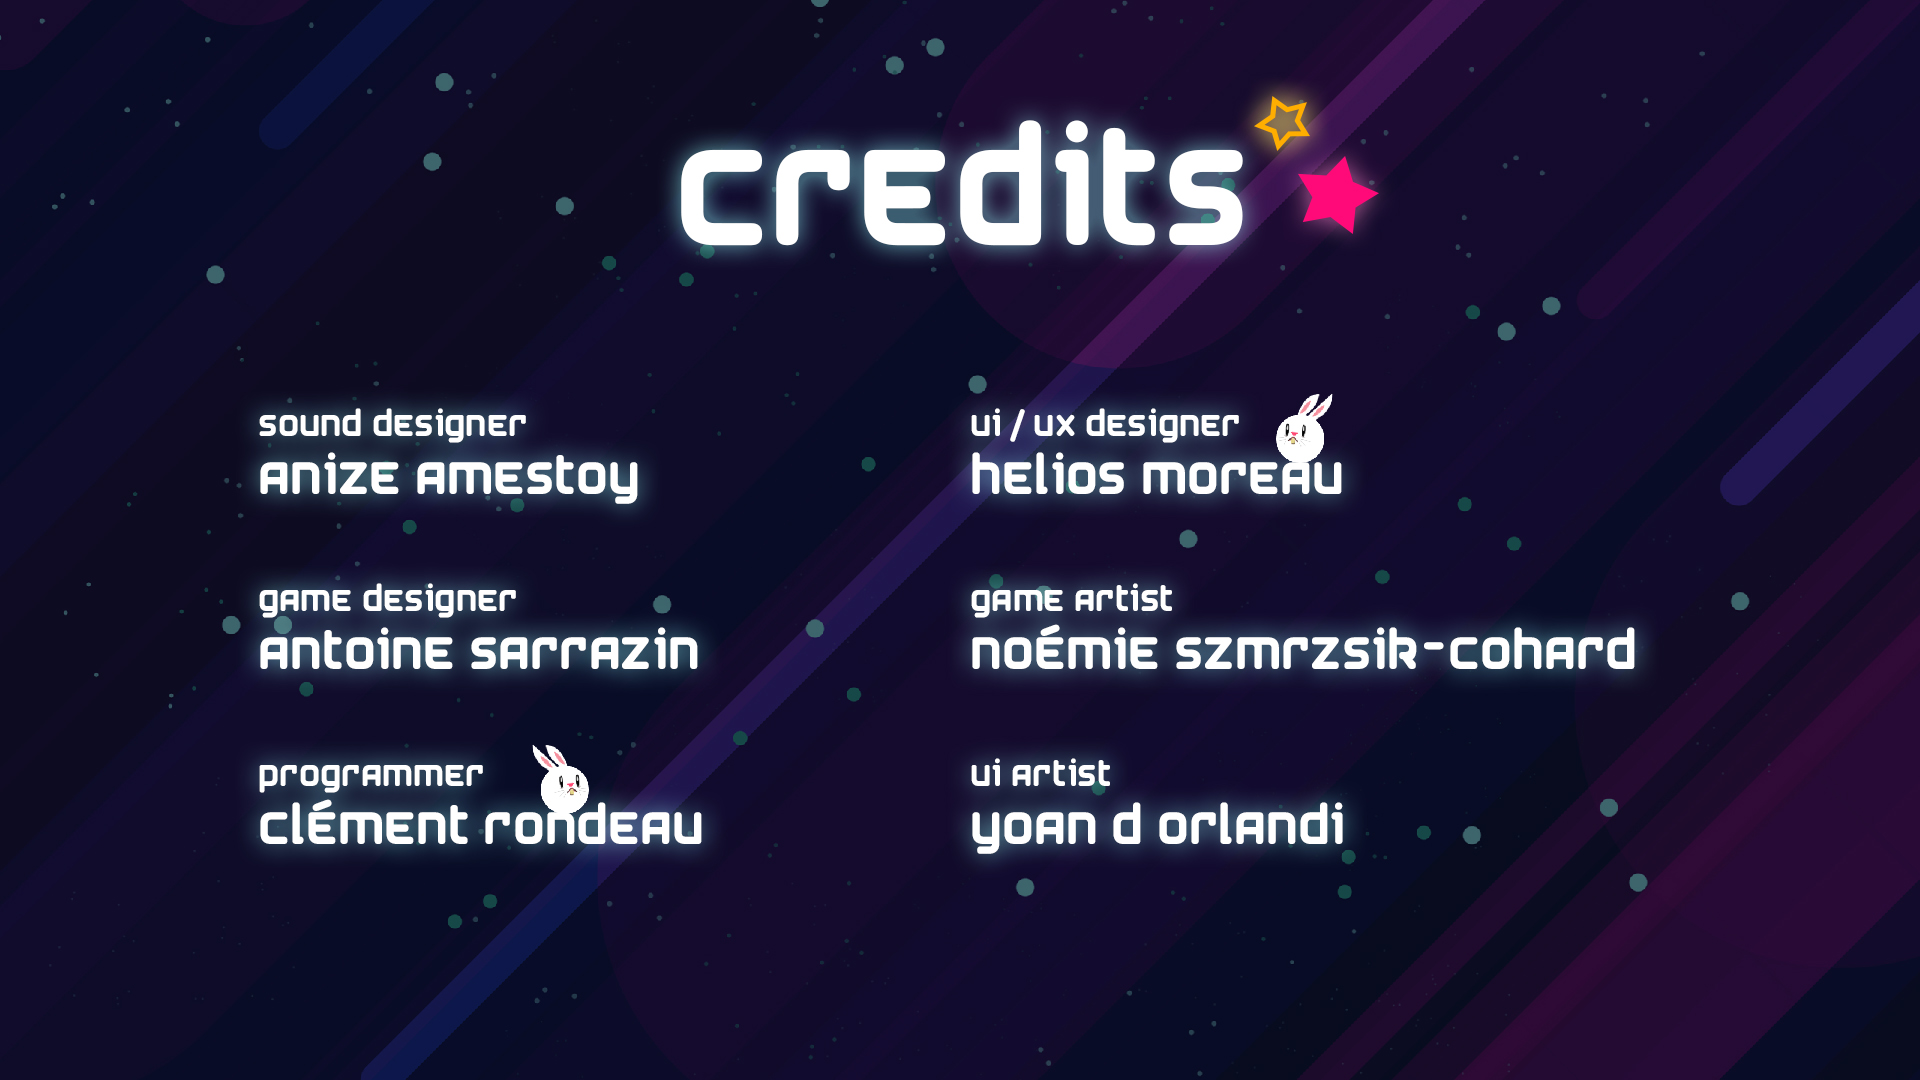 credits
sound designer
anize amestoy
ui / ux designer
helios moreau
game designer
antoine sarrazin
game artist
noémie szmrzsik-cohard
programmer
clément rondeau
ui artist
yoan d orlandi